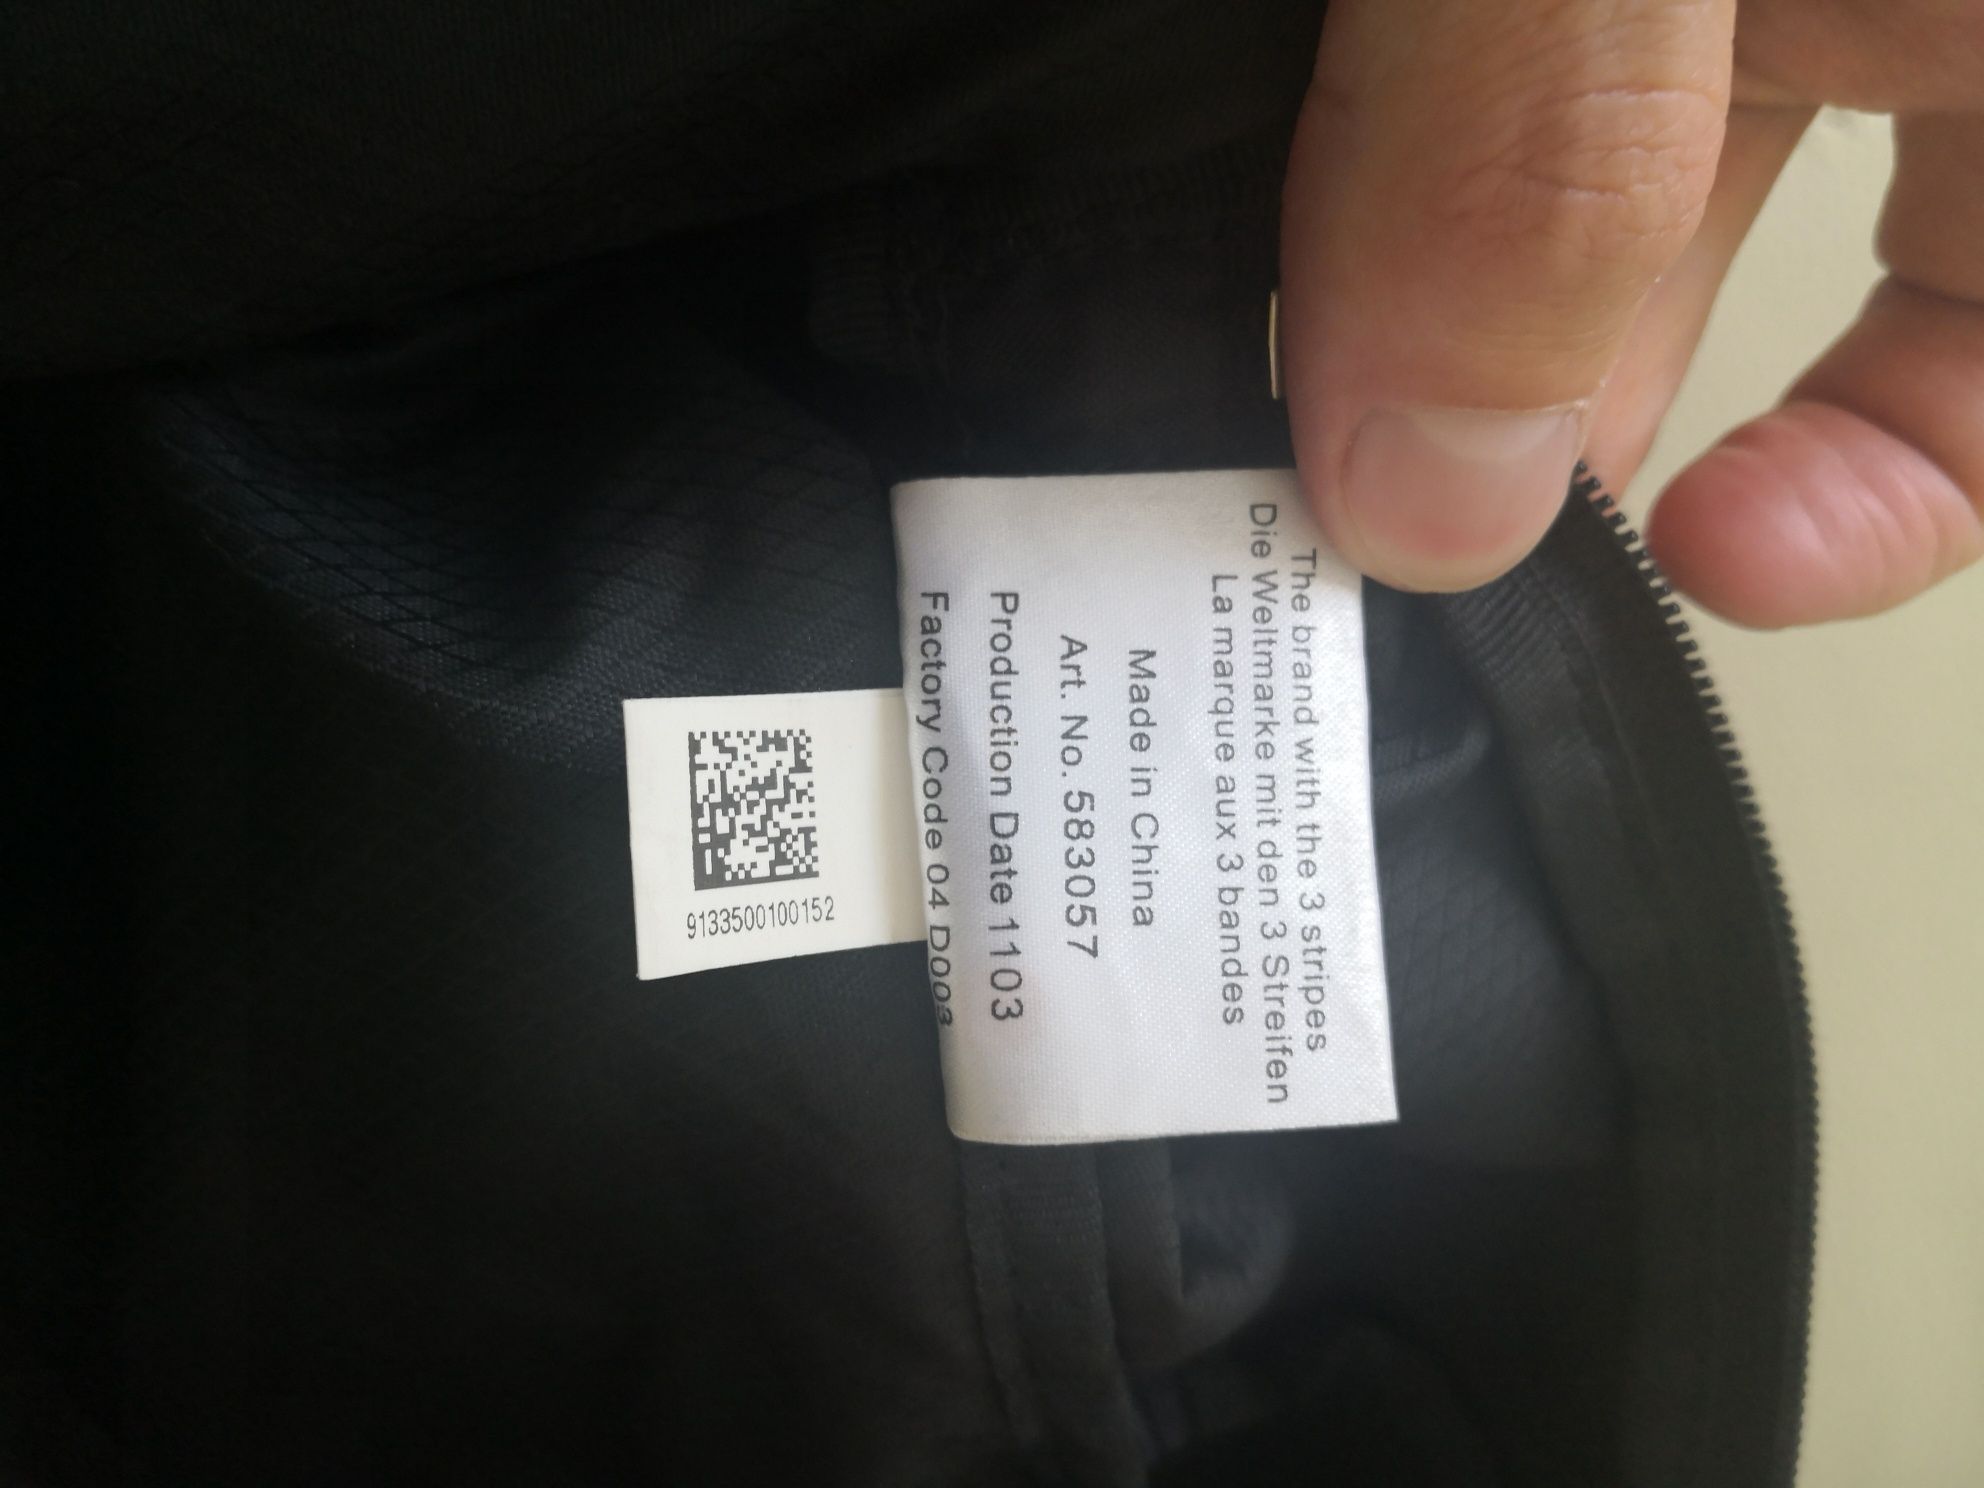 The brand with the 3 stripes
Die Weltmarke mit den 3 Streifen
La marque aux 3 bandes
Made in China
Art. No. 583057
Production Date 1103
Factory Code 04 D003
9133500100152